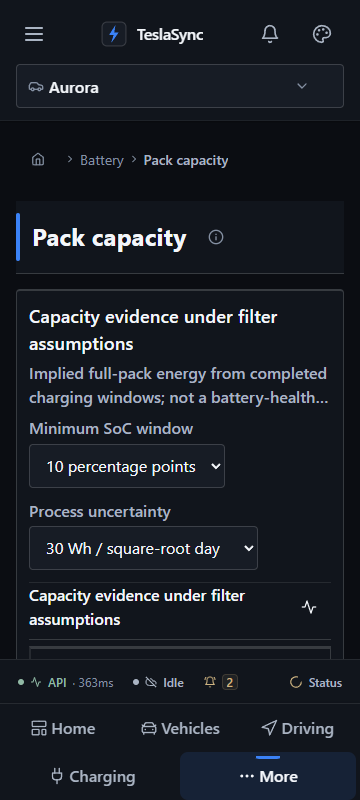 TeslaSync
Aurora
Battery
Pack capacity
Pack capacity
Capacity evidence under filter
assumptions
Implied full-pack energy from completed
charging windows; not a battery-health...
Minimum SoC window
10 percentage points
Process uncertainty
30 Wh / square-root day
Capacity evidence under filter
assumptions
API · 363ms
Idle
2
Status
Home
Vehicles
Driving
Charging
More